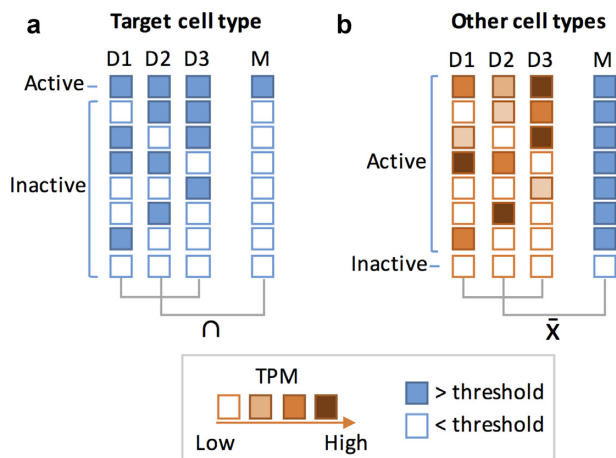 a Target cell type
D1 D2 D3 M
Active
Inactive
∩
b Other cell types
D1 D2 D3 M
Active
Inactive
x̄
TPM
Low High
> threshold
< threshold